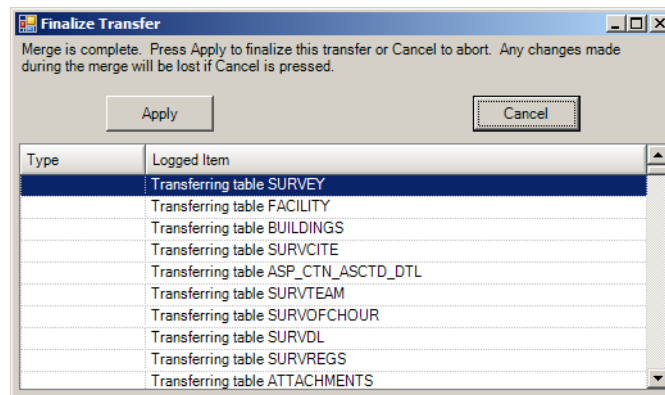 Finalize Transfer
Merge is complete. Press Apply to finalize this transfer or Cancel to abort. Any changes made
during the merge will be lost if Cancel is pressed.
Apply Cancel
Type Logged Item
Transferring table SURVEY
Transferring table FACILITY
Transferring table BUILDINGS
Transferring table SURVCITE
Transferring table ASP_CTN_ASCTD_DTL
Transferring table SURVTEAM
Transferring table SURVOFCHOUR
Transferring table SURVDL
Transferring table SURVREGS
Transferring table ATTACHMENTS